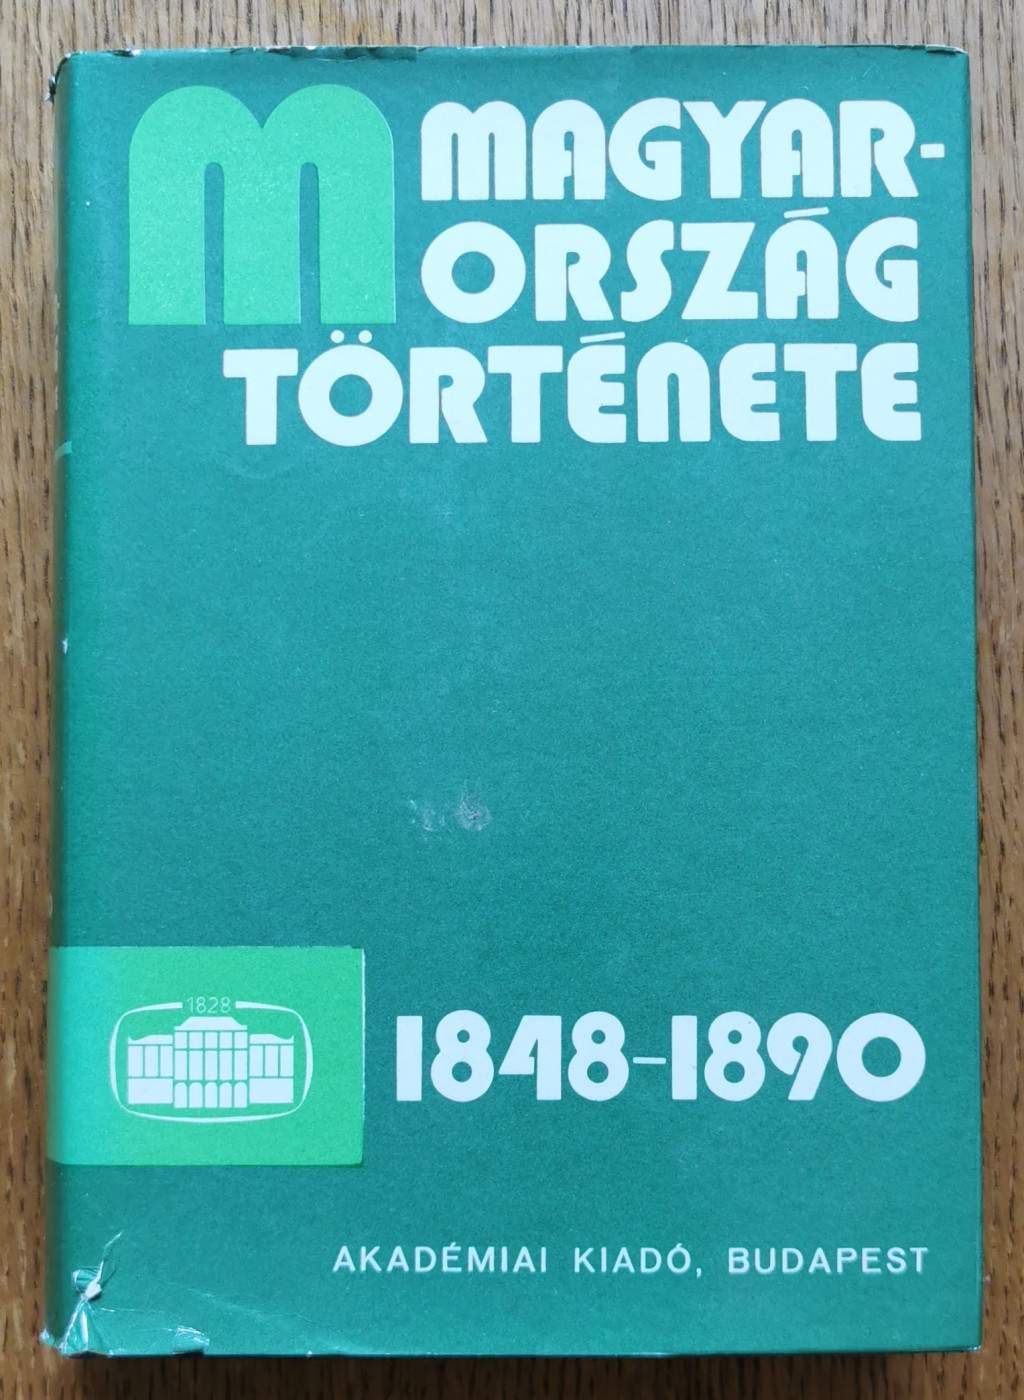 M
MAGYAR-
ORSZÁG
TÖRTÉNETE
1828
1848-1890
AKADÉMIAI KIADÓ, BUDAPEST